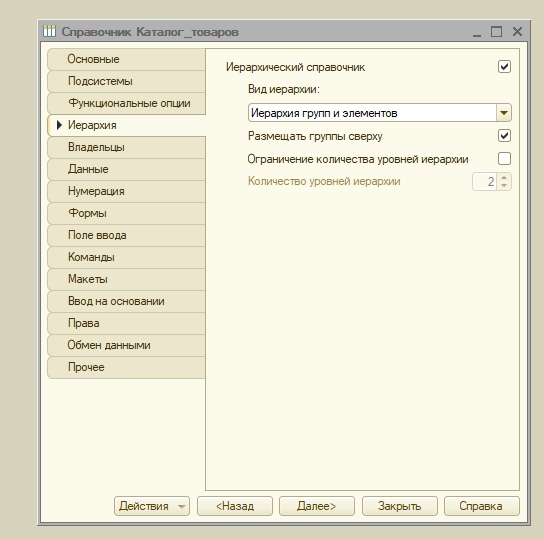 Справочник Каталог_товаров
Основные
Подсистемы
Функциональные опции
Иерархия
Владельцы
Данные
Нумерация
Формы
Поле ввода
Команды
Макеты
Ввод на основании
Права
Обмен данными
Прочее
Иерархический справочник
Вид иерархии:
Иерархия групп и элементов
Размещать группы сверху
Ограничение количества уровней иерархии
Количество уровней иерархии 2
Действия <Назад Далее> Закрыть Справка